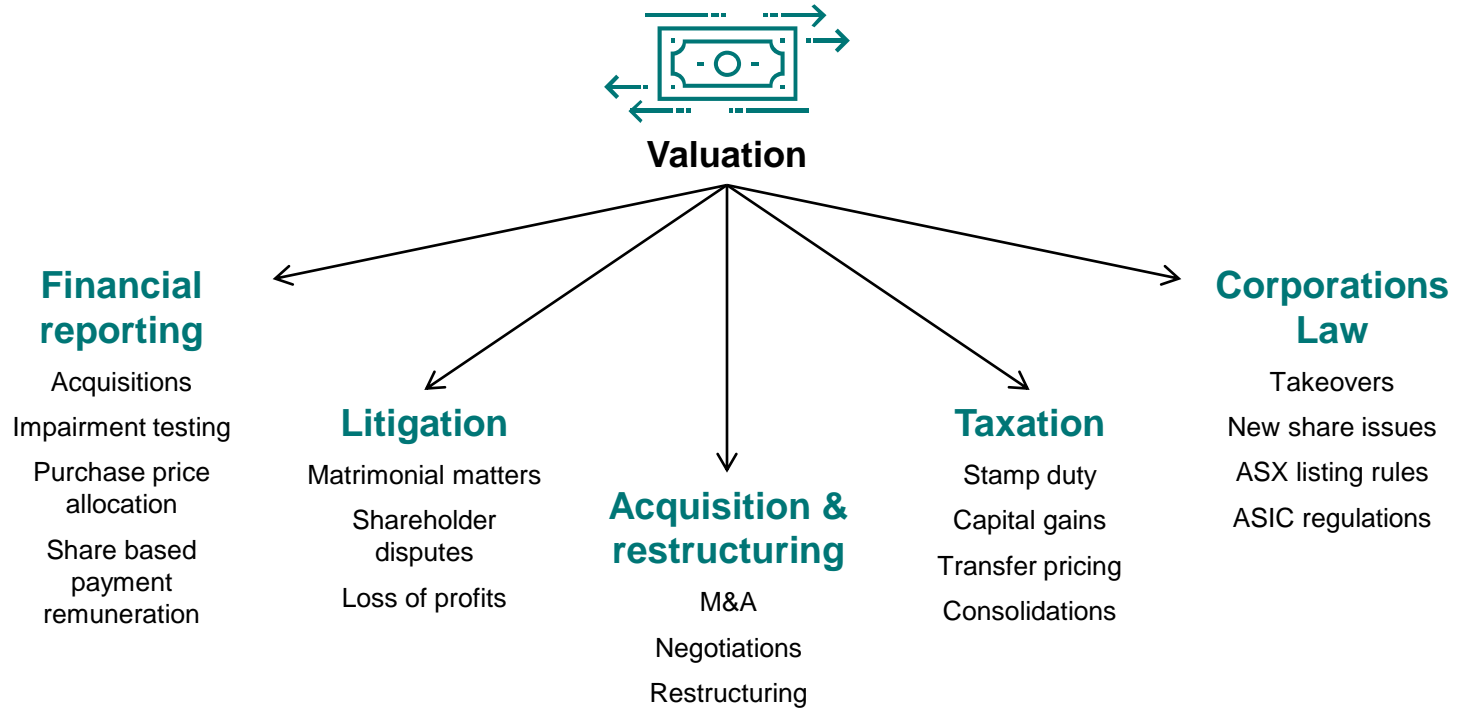 Valuation
Financial
reporting
Acquisitions
Impairment testing
Purchase price
allocation
Share based
payment
remuneration
Litigation
Matrimonial matters
Shareholder
disputes
Loss of profits
Acquisition &
restructuring
M&A
Negotiations
Restructuring
Taxation
Stamp duty
Capital gains
Transfer pricing
Consolidations
Corporations
Law
Takeovers
New share issues
ASX listing rules
ASIC regulations